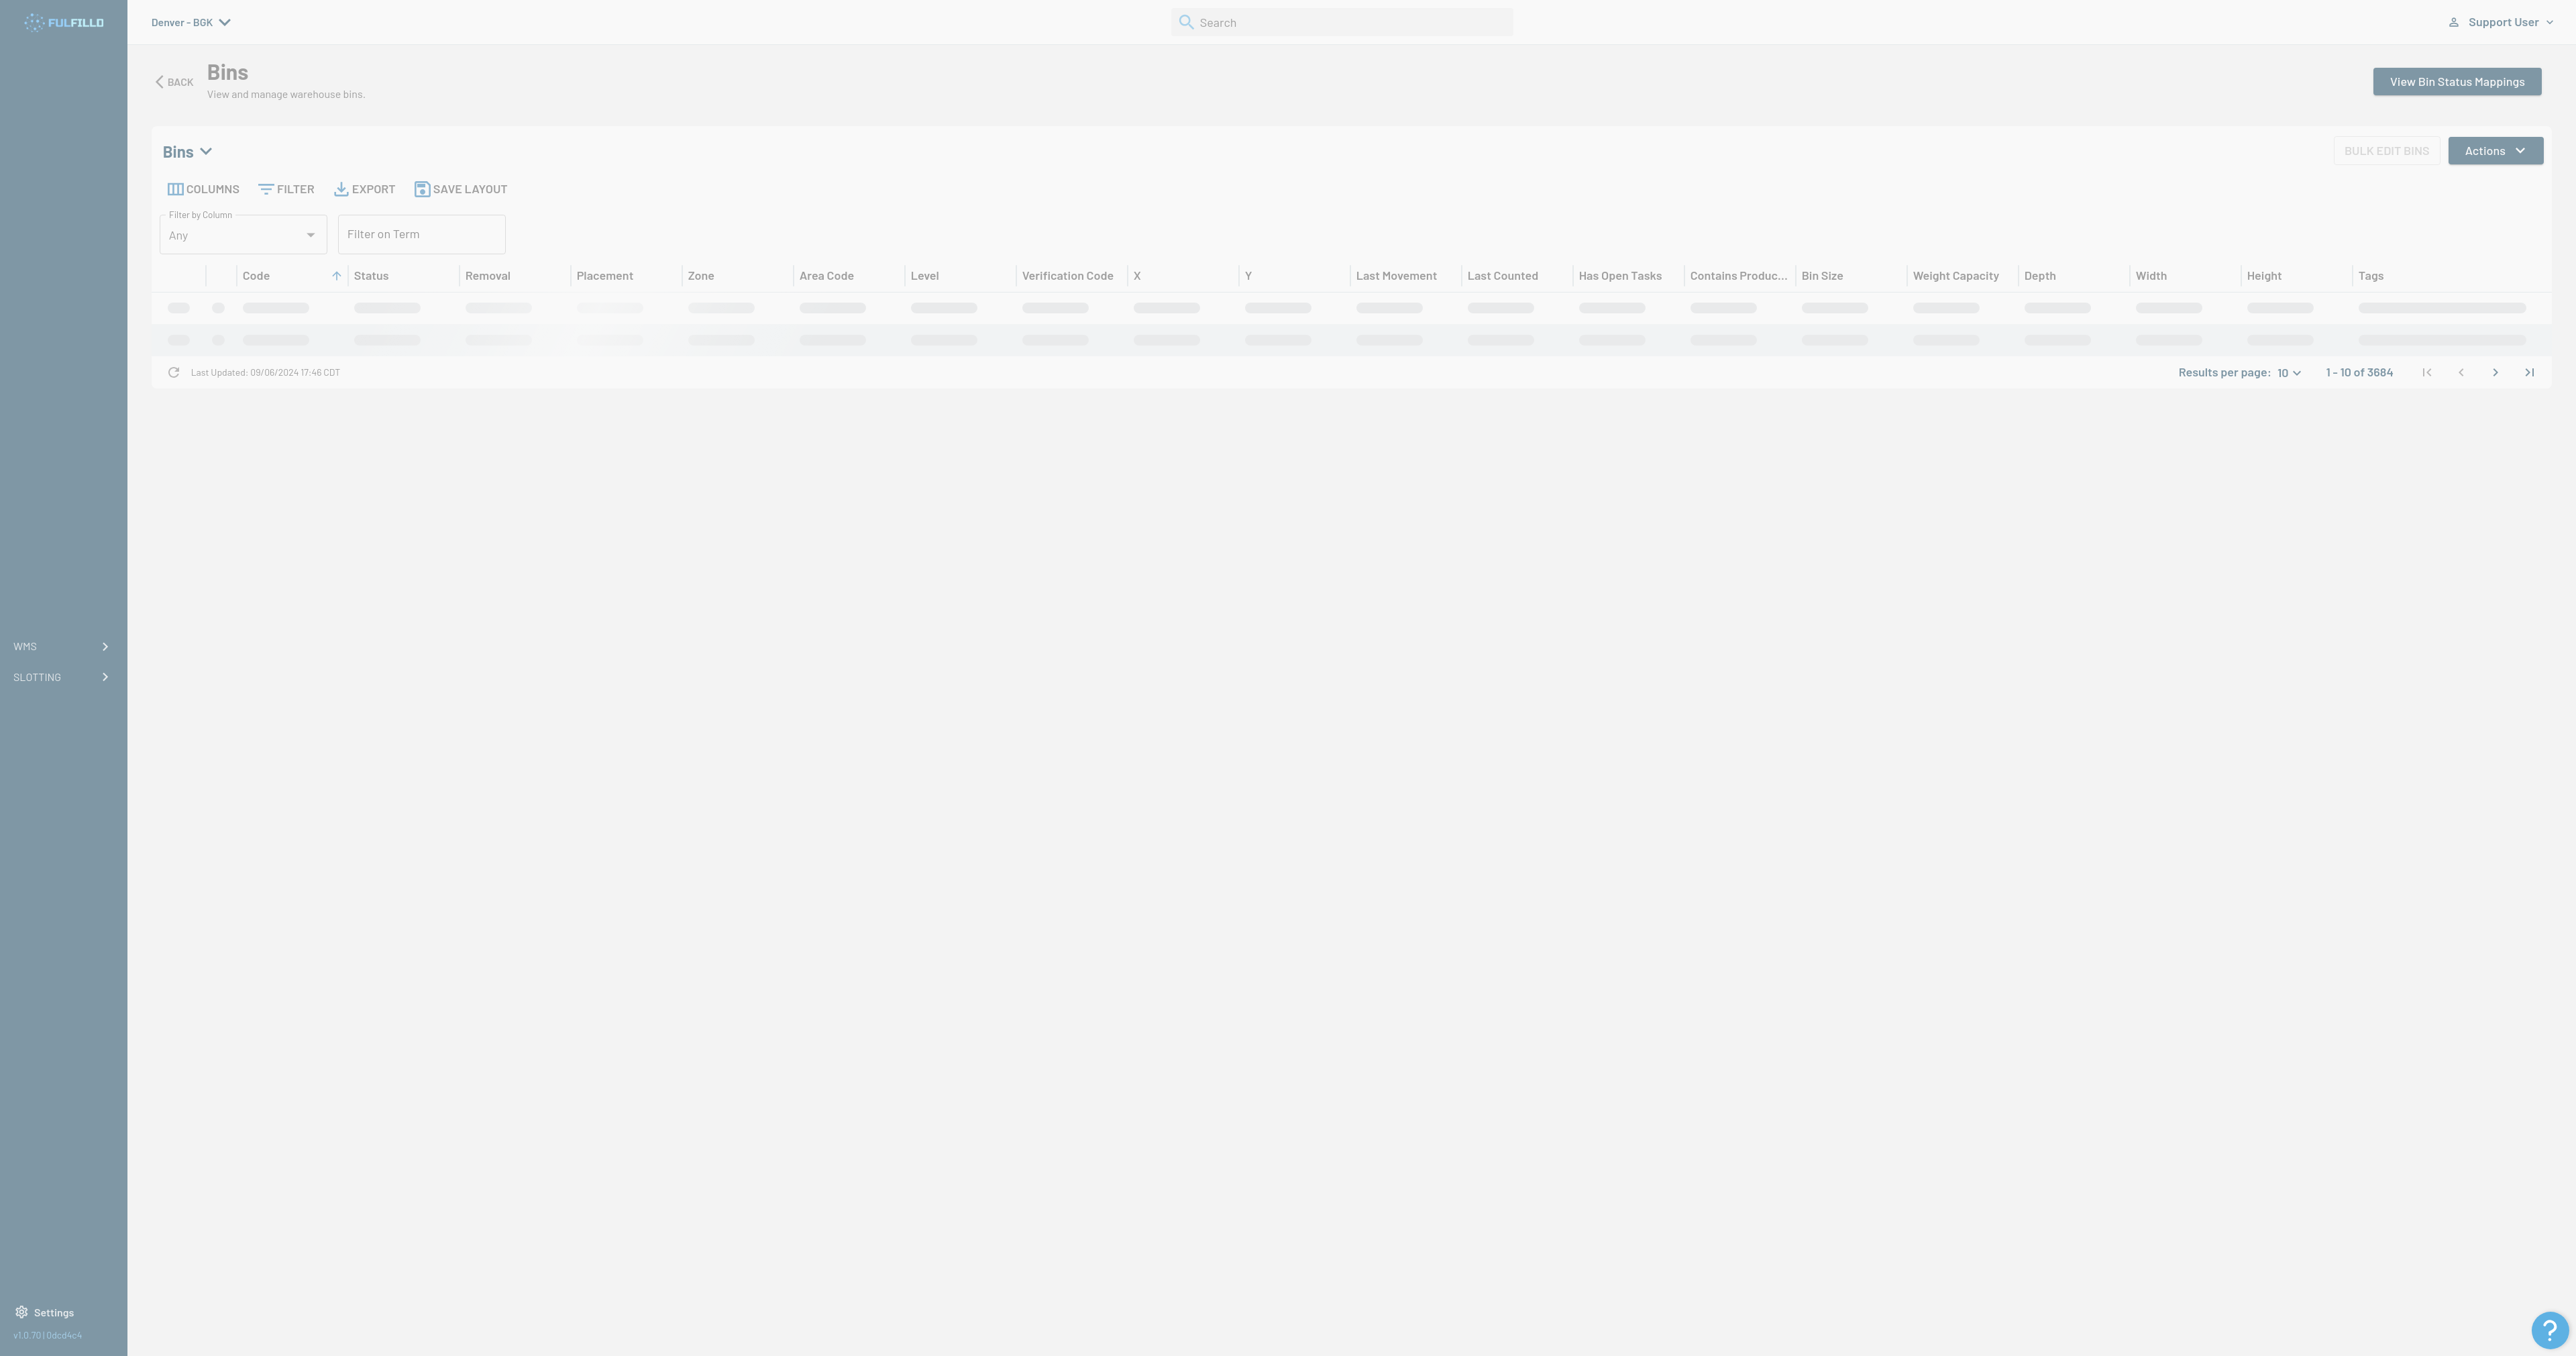 FULFILLD
Denver - BGK
Search
Support User
BACK
Bins
View and manage warehouse bins.
View Bin Status Mappings
Bins
BULK EDIT BINS
Actions
COLUMNS
FILTER
EXPORT
SAVE LAYOUT
Filter by Column
Any
Filter on Term
Code
Status
Removal
Placement
Zone
Area Code
Level
Verification Code
X
Y
Last Movement
Last Counted
Has Open Tasks
Contains Produc...
Bin Size
Weight Capacity
Depth
Width
Height
Tags
Last Updated: 09/06/2024 17:46 CDT
Results per page: 10
1 - 10 of 3684
WMS
SLOTTING
Settings
v1.0.70 | 0dcd4c4